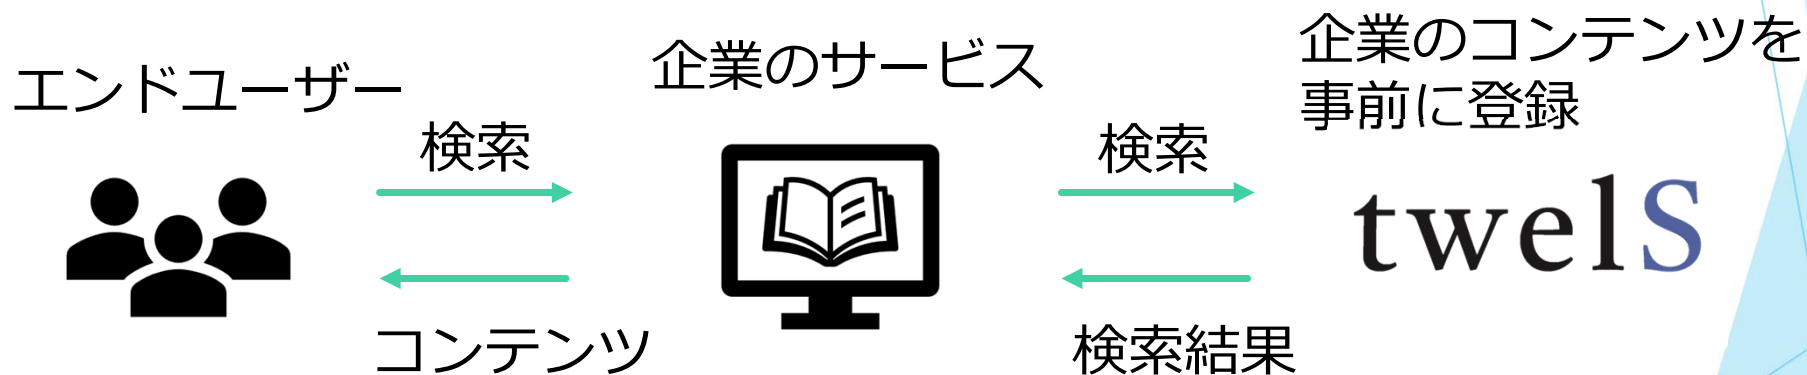 エンドユーザー
検索
コンテンツ
企業のサービス
検索
検索結果
企業のコンテンツを
事前に登録
twelS